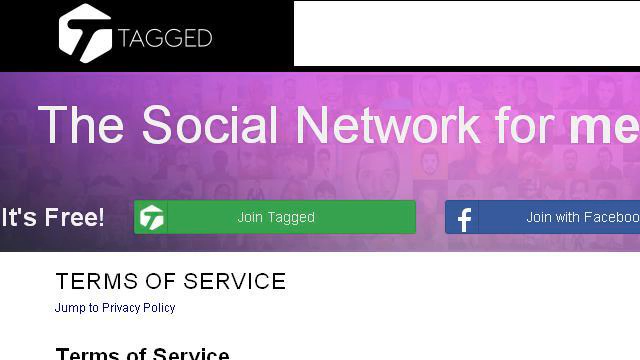 TAGGED
The Social Network for me
It's Free!
Join Tagged
Join with Faceboo
TERMS OF SERVICE
Jump to Privacy Policy
Terms of Service